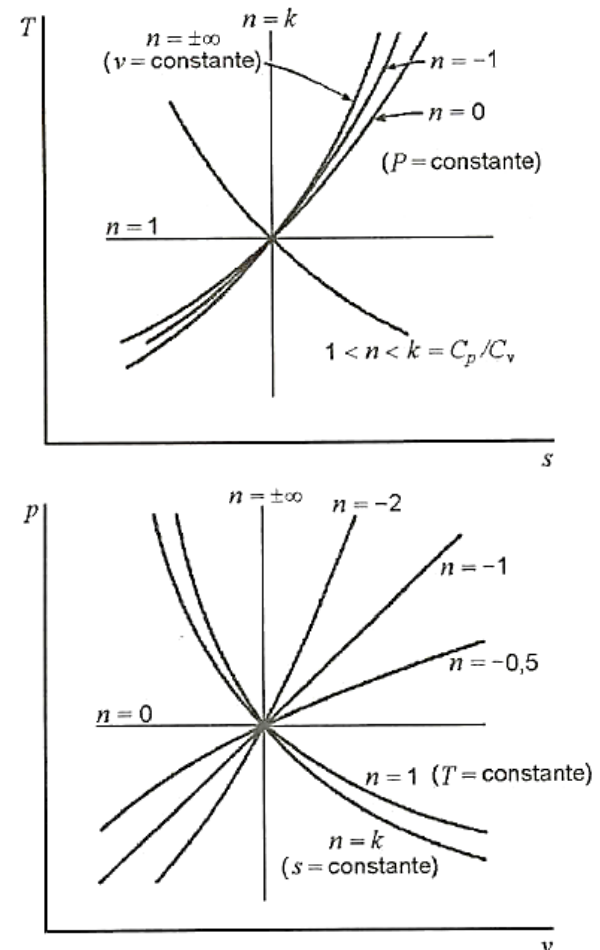 T
n = k
n = ±∞
(v = constante)
n = −1
n = 0
(P = constante)
n = 1
1 < n < k = Cp/Cv
s
p
n = ±∞
n = −2
n = −1
n = −0,5
n = 0
n = 1 (T = constante)
n = k
(s = constante)
v